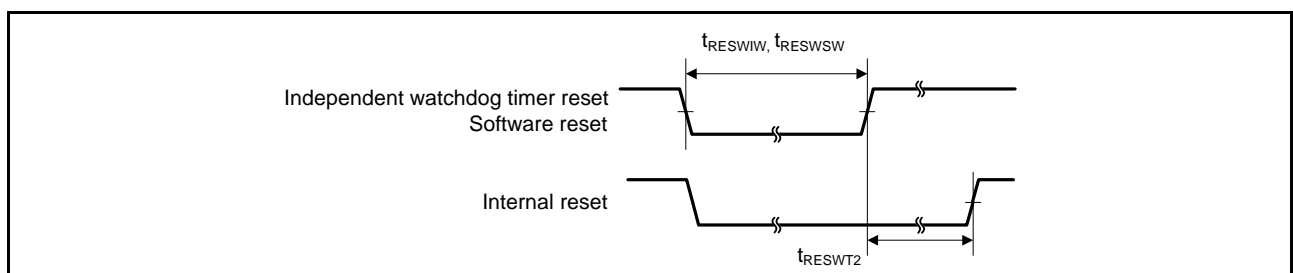 tRESWIW, tRESWSW
Independent watchdog timer reset
Software reset
Internal reset
tRESWT2